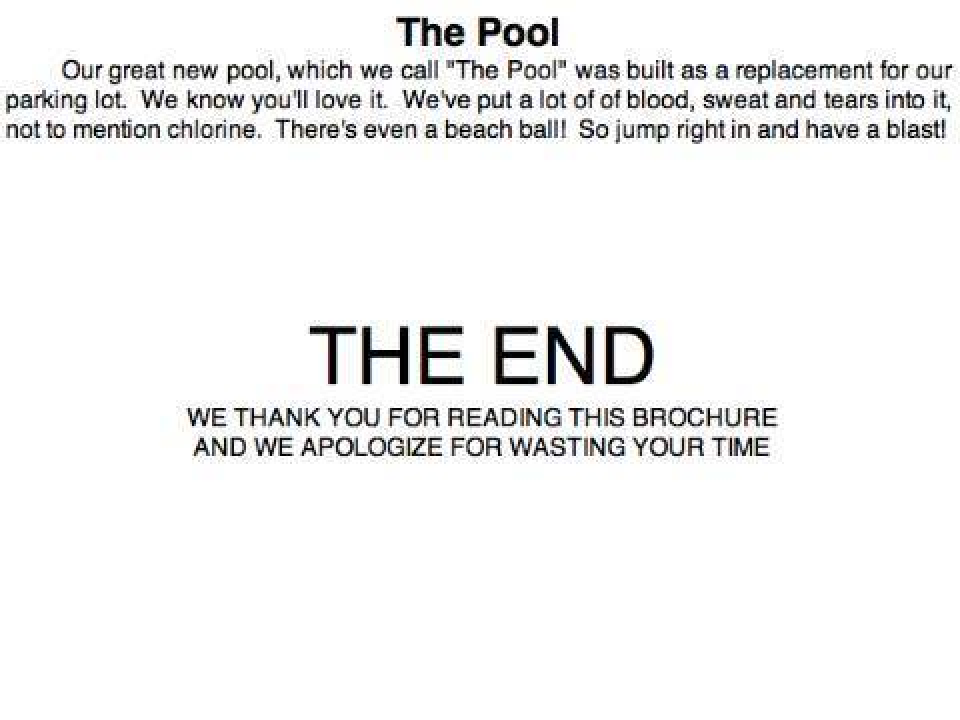 The Pool
Our great new pool, which we call "The Pool" was built as a replacement for our
parking lot.  We know you'll love it.  We've put a lot of of blood, sweat and tears into it,
not to mention chlorine.  There's even a beach ball!  So jump right in and have a blast!
THE END
WE THANK YOU FOR READING THIS BROCHURE
AND WE APOLOGIZE FOR WASTING YOUR TIME